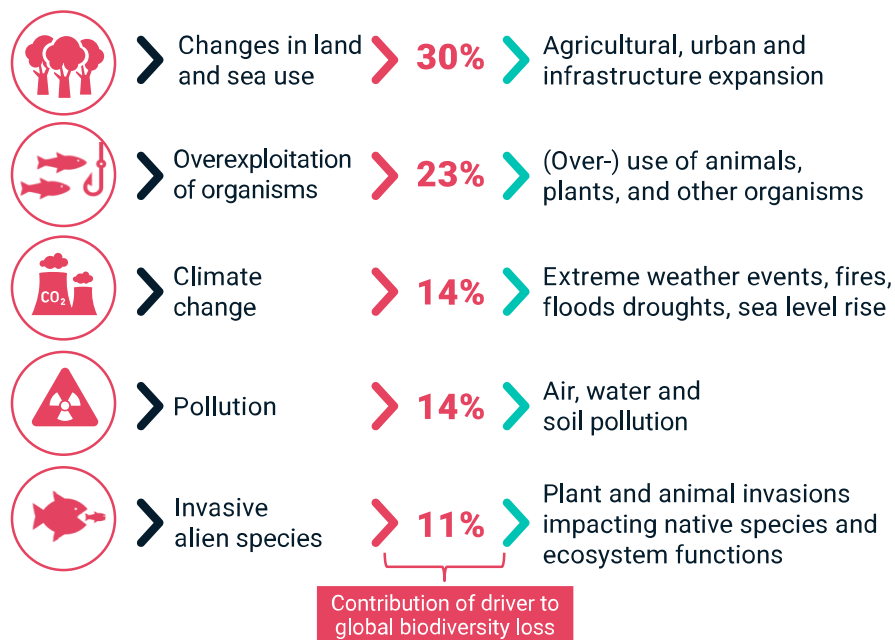 Changes in land
and sea use
30%
Agricultural, urban and
infrastructure expansion
Overexploitation
of organisms
23%
(Over-) use of animals,
plants, and other organisms
CO₂
Climate
change
14%
Extreme weather events, fires,
floods droughts, sea level rise
Pollution
14%
Air, water and
soil pollution
Invasive
alien species
11%
Plant and animal invasions
impacting native species and
ecosystem functions
Contribution of driver to
global biodiversity loss